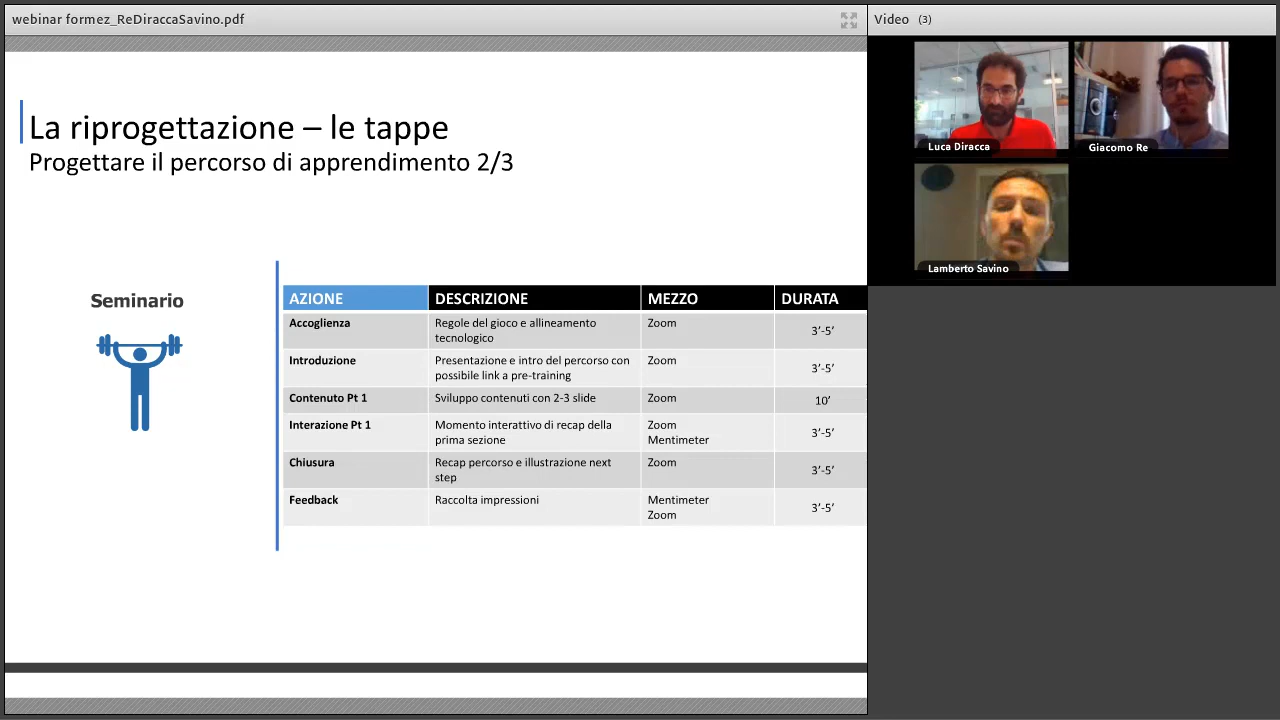 webinar formez_ReDiraccaSavino.pdf
Video (3)
La riprogettazione – le tappe
Progettare il percorso di apprendimento 2/3
Luca Diracca
Giacomo Re
Lamberto Savino
Seminario
AZIONE DESCRIZIONE MEZZO DURATA
Accoglienza Regole del gioco e allineamento Zoom 3’-5’
tecnologico
Introduzione Presentazione e intro del percorso con Zoom 3’-5’
possibile link a pre-training
Contenuto Pt 1 Sviluppo contenuti con 2-3 slide Zoom 10’
Interazione Pt 1 Momento interattivo di recap della Zoom 3’-5’
prima sezione Mentimeter
Chiusura Recap percorso e illustrazione next Zoom 3’-5’
step
Feedback Raccolta impressioni Mentimeter 3’-5’
Zoom